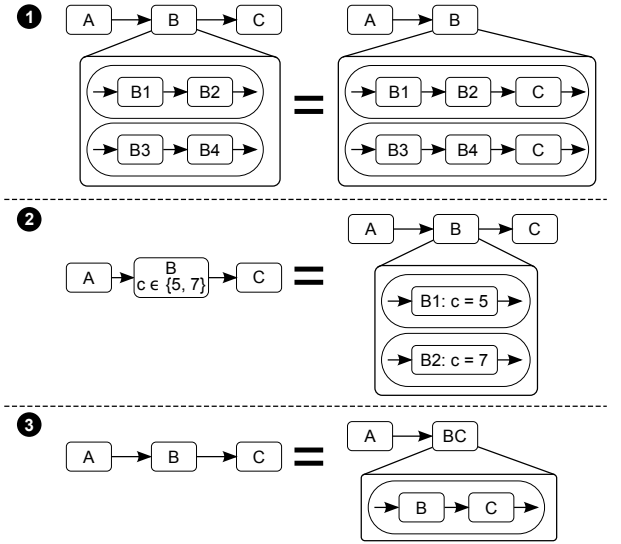 1 A B C A B
B1 B2 = B1 B2 C
B3 B4 B3 B4 C
2 A B C
A B C =
c ∈ {5, 7}
B1: c = 5
B2: c = 7
3 A BC
A B C =
B C